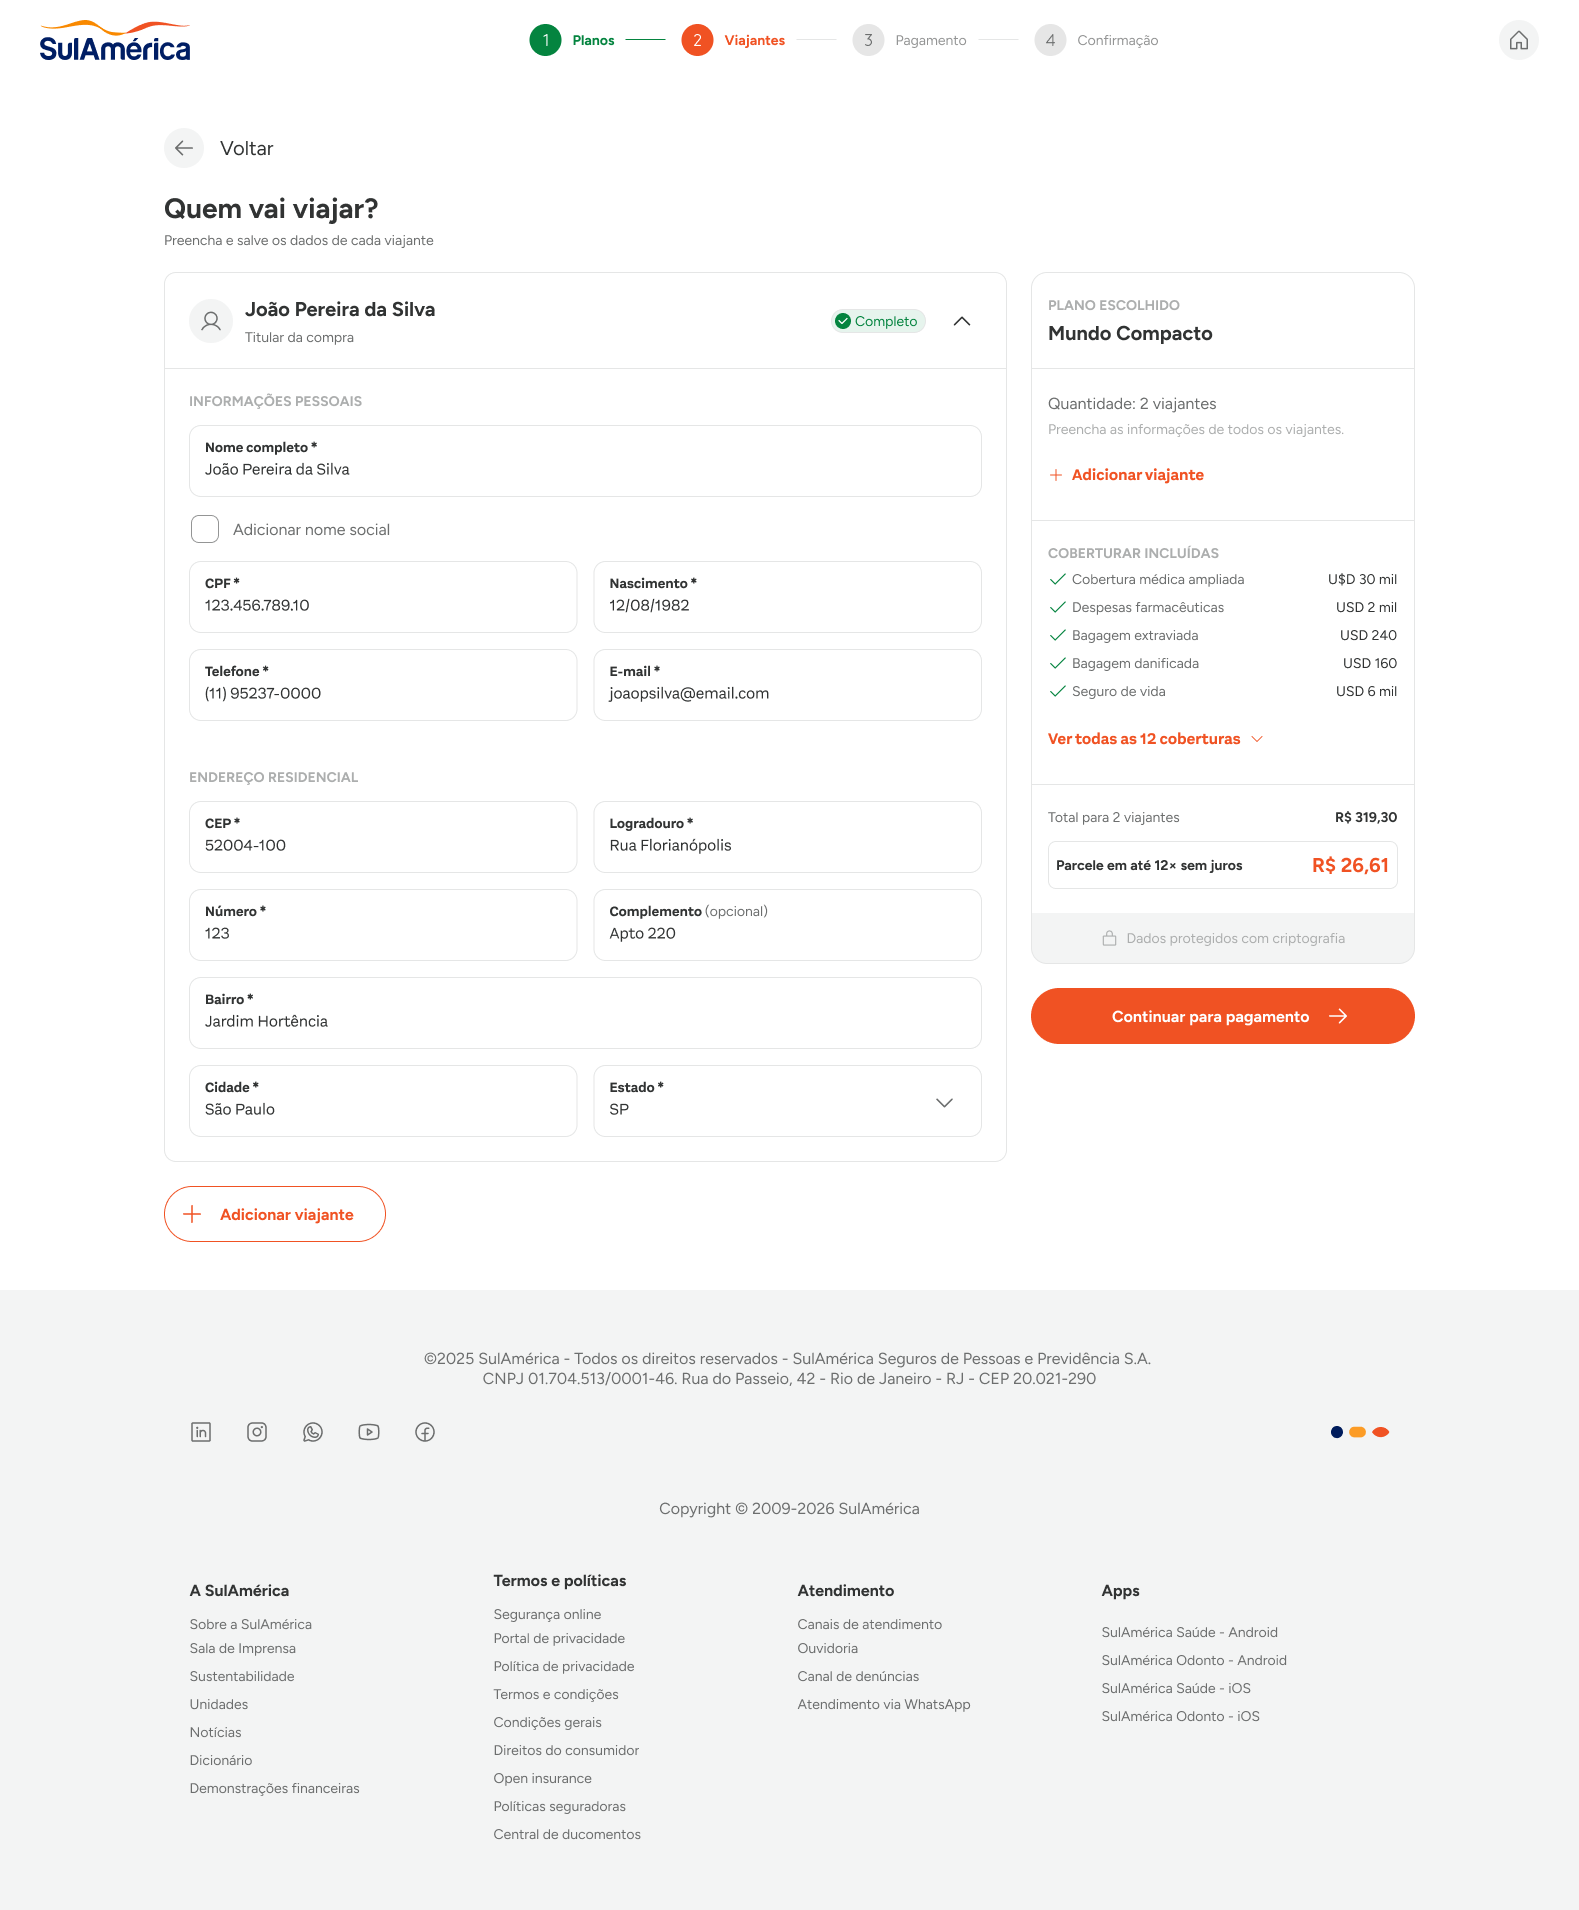 SulAmérica
1 Planos
2 Viajantes
3 Pagamento
4 Confirmação
Voltar
Quem vai viajar?
Preencha e salve os dados de cada viajante
João Pereira da Silva
Titular da compra
Completo
INFORMAÇÕES PESSOAIS
Nome completo *
João Pereira da Silva
Adicionar nome social
CPF *
123.456.789.10
Nascimento *
12/08/1982
Telefone *
(11) 95237-0000
E-mail *
joaopsilva@email.com
ENDEREÇO RESIDENCIAL
CEP *
52004-100
Logradouro *
Rua Florianópolis
Número *
123
Complemento (opcional)
Apto 220
Bairro *
Jardim Hortência
Cidade *
São Paulo
Estado *
SP
Adicionar viajante
PLANO ESCOLHIDO
Mundo Compacto
Quantidade: 2 viajantes
Preencha as informações de todos os viajantes.
Adicionar viajante
COBERTURAR INCLUÍDAS
Cobertura médica ampliada U$D 30 mil
Despesas farmacêuticas USD 2 mil
Bagagem extraviada USD 240
Bagagem danificada USD 160
Seguro de vida USD 6 mil
Ver todas as 12 coberturas
Total para 2 viajantes R$ 319,30
Parcele em até 12x sem juros R$ 26,61
Dados protegidos com criptografia
Continuar para pagamento
©2025 SulAmérica - Todos os direitos reservados - SulAmérica Seguros de Pessoas e Previdência S.A.
CNPJ 01.704.513/0001-46. Rua do Passeio, 42 - Rio de Janeiro - RJ - CEP 20.021-290
Copyright © 2009-2026 SulAmérica
A SulAmérica
Sobre a SulAmérica
Sala de Imprensa
Sustentabilidade
Unidades
Notícias
Dicionário
Demonstrações financeiras
Termos e políticas
Segurança online
Portal de privacidade
Política de privacidade
Termos e condições
Condições gerais
Direitos do consumidor
Open insurance
Políticas seguradoras
Central de ducomentos
Atendimento
Canais de atendimento
Ouvidoria
Canal de denúncias
Atendimento via WhatsApp
Apps
SulAmérica Saúde - Android
SulAmérica Odonto - Android
SulAmérica Saúde - iOS
SulAmérica Odonto - iOS